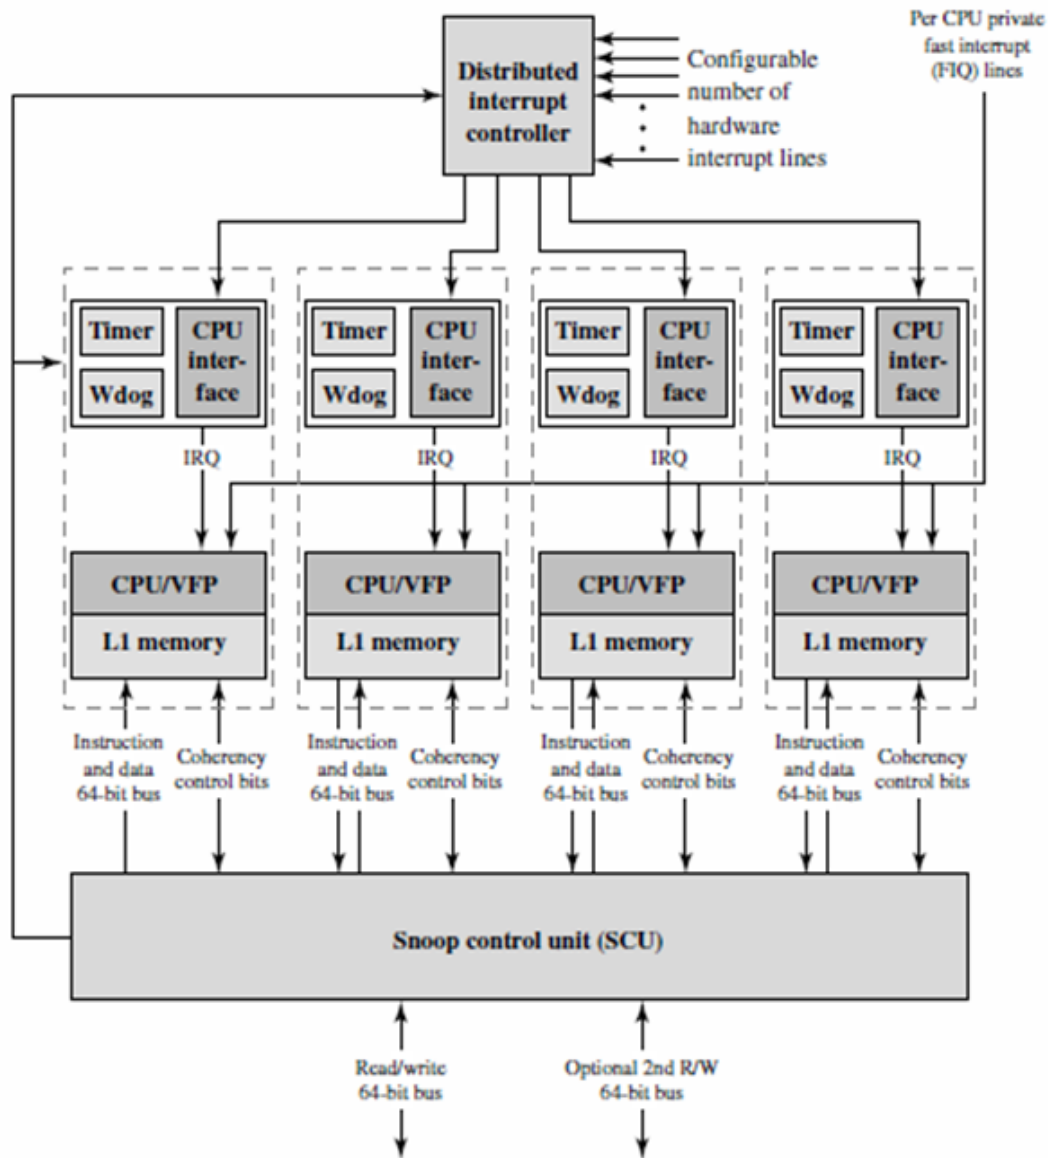 Per CPU private
fast interrupt
(FIQ) lines
Distributed
interrupt
controller
Configurable
number of
hardware
interrupt lines
Timer
Wdog
CPU
inter-
face
Timer
Wdog
CPU
inter-
face
Timer
Wdog
CPU
inter-
face
Timer
Wdog
CPU
inter-
face
IRQ
IRQ
IRQ
IRQ
CPU/VFP
L1 memory
CPU/VFP
L1 memory
CPU/VFP
L1 memory
CPU/VFP
L1 memory
Instruction
and data
64-bit bus
Coherency
control bits
Instruction
and data
64-bit bus
Coherency
control bits
Instruction
and data
64-bit bus
Coherency
control bits
Instruction
and data
64-bit bus
Coherency
control bits
Snoop control unit (SCU)
Read/write
64-bit bus
Optional 2nd R/W
64-bit bus